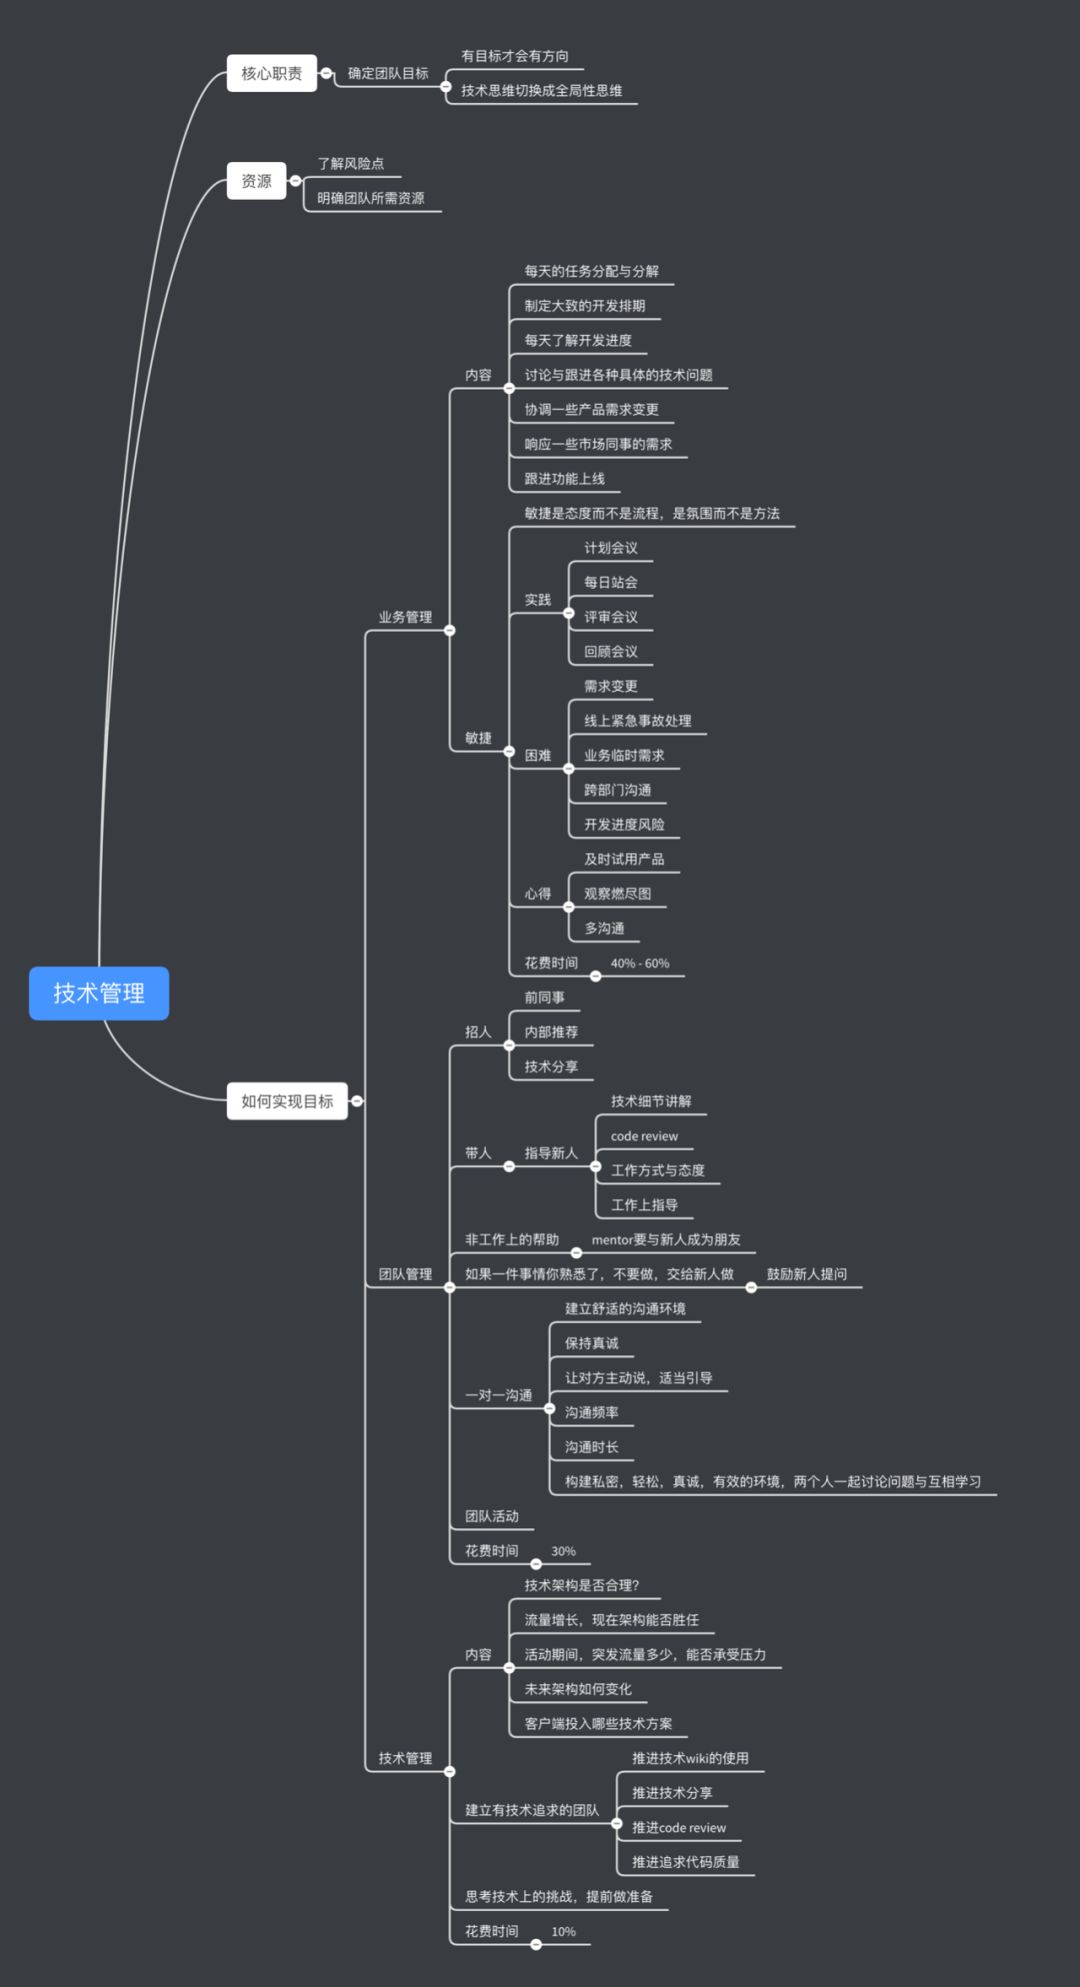 有目标才会有方向
核心职责
确定团队目标
技术思维切换成全局性思维
了解风险点
资源
明确团队所需资源
每天的任务分配与分解
制定大致的开发排期
每天了解开发进度
内容
讨论与跟进各种具体的技术问题
协调一些产品需求变更
响应一些市场同事的需求
跟进功能上线
敏捷是态度而不是流程，是氛围而不是方法
计划会议
每日站会
实践
评审会议
业务管理
回顾会议
需求变更
线上紧急事故处理
敏捷
困难
业务临时需求
跨部门沟通
开发进度风险
及时试用产品
心得
观察燃尽图
多沟通
花费时间
40% - 60%
技术管理
前同事
招人
内部推荐
技术分享
如何实现目标
技术细节讲解
code review
带人
指导新人
工作方式与态度
工作上指导
非工作上的帮助
mentor要与新人成为朋友
团队管理
如果一件事情你熟悉了，不要做，交给新人做
鼓励新人提问
建立舒适的沟通环境
保持真诚
让对方主动说，适当引导
一对一沟通
沟通频率
沟通时长
构建私密，轻松，真诚，有效的环境，两个人一起讨论问题与互相学习
团队活动
花费时间
30%
技术架构是否合理?
流量增长，现在架构能否胜任
内容
活动期间，突发流量多少，能否承受压力
未来架构如何变化
客户端投入哪些技术方案
技术管理
推进技术wiki的使用
推进技术分享
建立有技术追求的团队
推进code review
推进追求代码质量
思考技术上的挑战，提前做准备
花费时间
10%